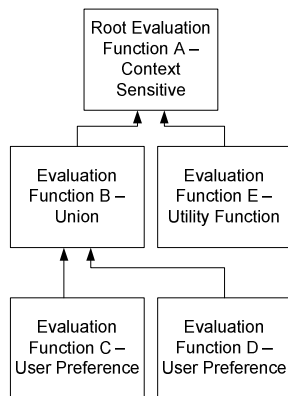 Root Evaluation
Function A –
Context
Sensitive
Evaluation
Function B –
Union
Evaluation
Function E –
Utility Function
Evaluation
Function C –
User Preference
Evaluation
Function D –
User Preference